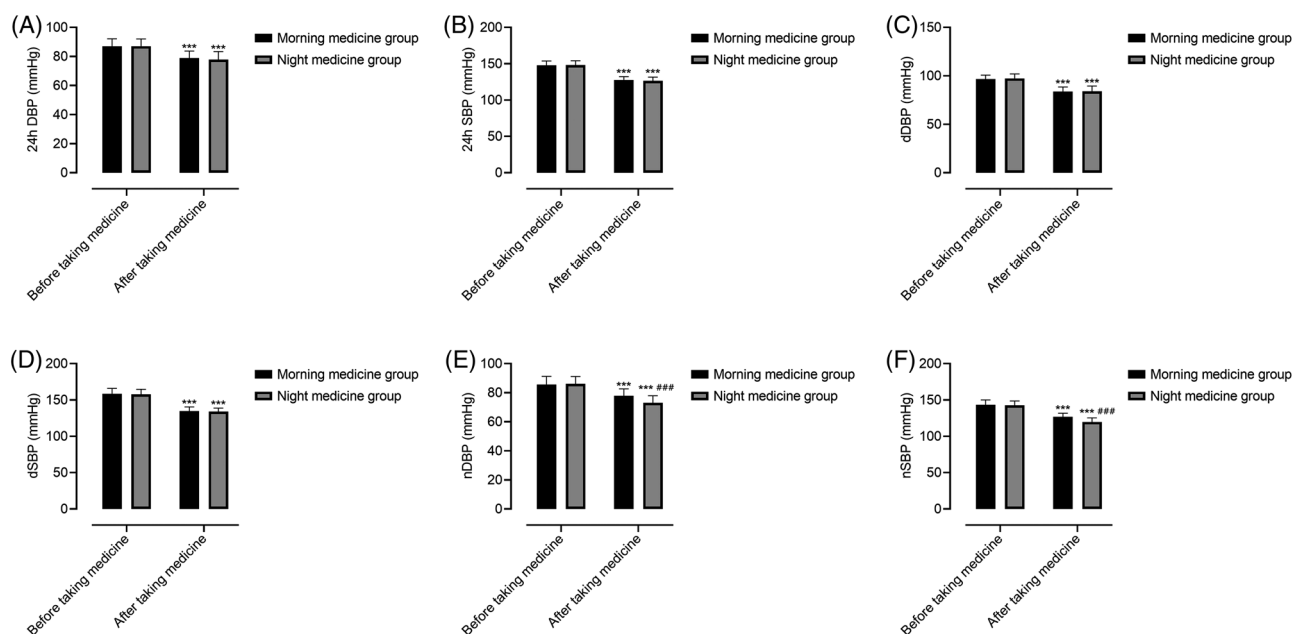 (A)
24h DBP (mmHg)
100
80
60
40
20
0
*** ***
Before taking medicine
After taking medicine
Morning medicine group
Night medicine group
(B)
24h SBP (mmHg)
200
150
100
50
0
*** ***
Before taking medicine
After taking medicine
Morning medicine group
Night medicine group
(C)
dDBP (mmHg)
150
100
50
0
*** ***
Before taking medicine
After taking medicine
Morning medicine group
Night medicine group
(D)
dSBP (mmHg)
200
150
100
50
0
*** ***
Before taking medicine
After taking medicine
Morning medicine group
Night medicine group
(E)
nDBP (mmHg)
100
80
60
40
20
0
*** *** ###
Before taking medicine
After taking medicine
Morning medicine group
Night medicine group
(F)
nSBP (mmHg)
200
150
100
50
0
*** *** ###
Before taking medicine
After taking medicine
Morning medicine group
Night medicine group